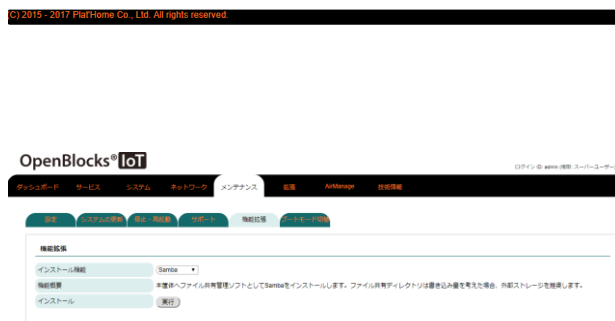 (C) 2015 - 2017 Plat'Home Co., Ltd. All rights reserved.
OpenBlocks® IoT
ログイン ID: admin (権限: スーパーユーザー)
ダッシュボード サービス システム ネットワーク メンテナンス 拡張 AirManage 技術情報
設定 システムの更新 停止・再起動 サポート 機能拡張 ブートモード切替
機能拡張
インストール機能 Samba
機能概要 本筐体へファイル共有管理ソフトとしてSambaをインストールします。ファイル共有ディレクトリは書き込み量を考えた場合、外部ストレージを推奨します。
インストール 実行